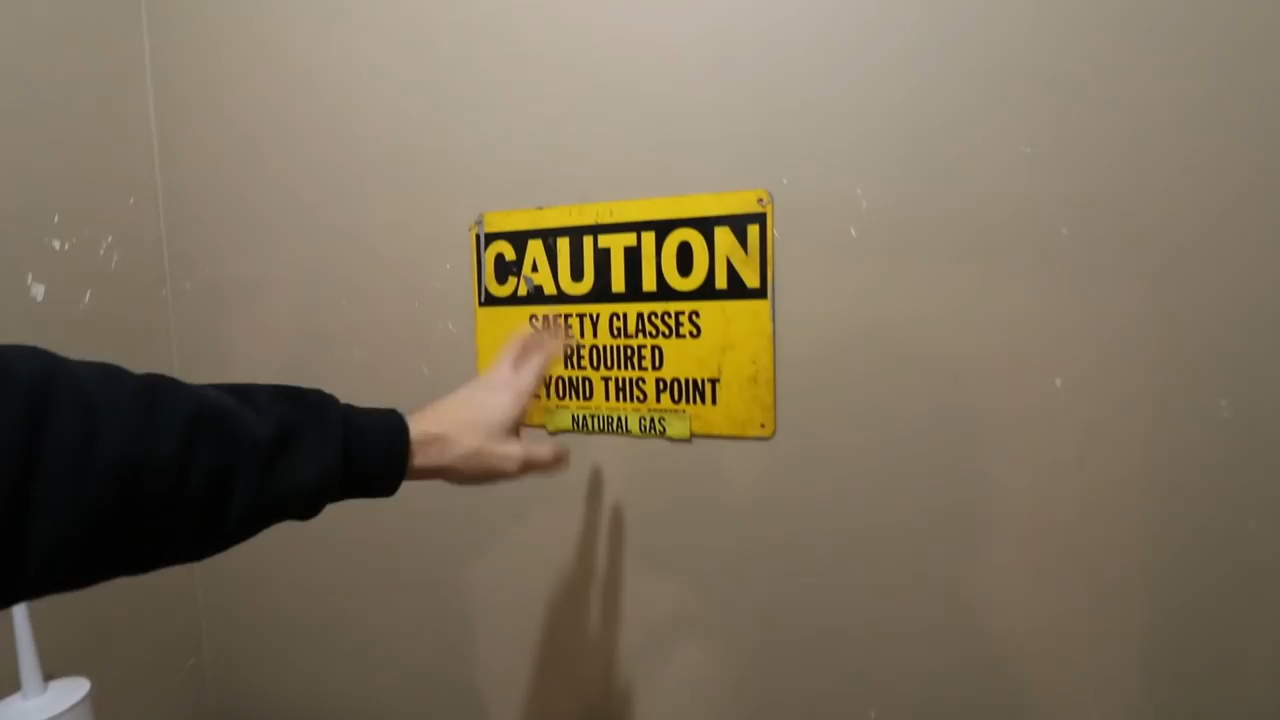 CAUTION
SAFETY GLASSES
REQUIRED
BEYOND THIS POINT
NATURAL GAS